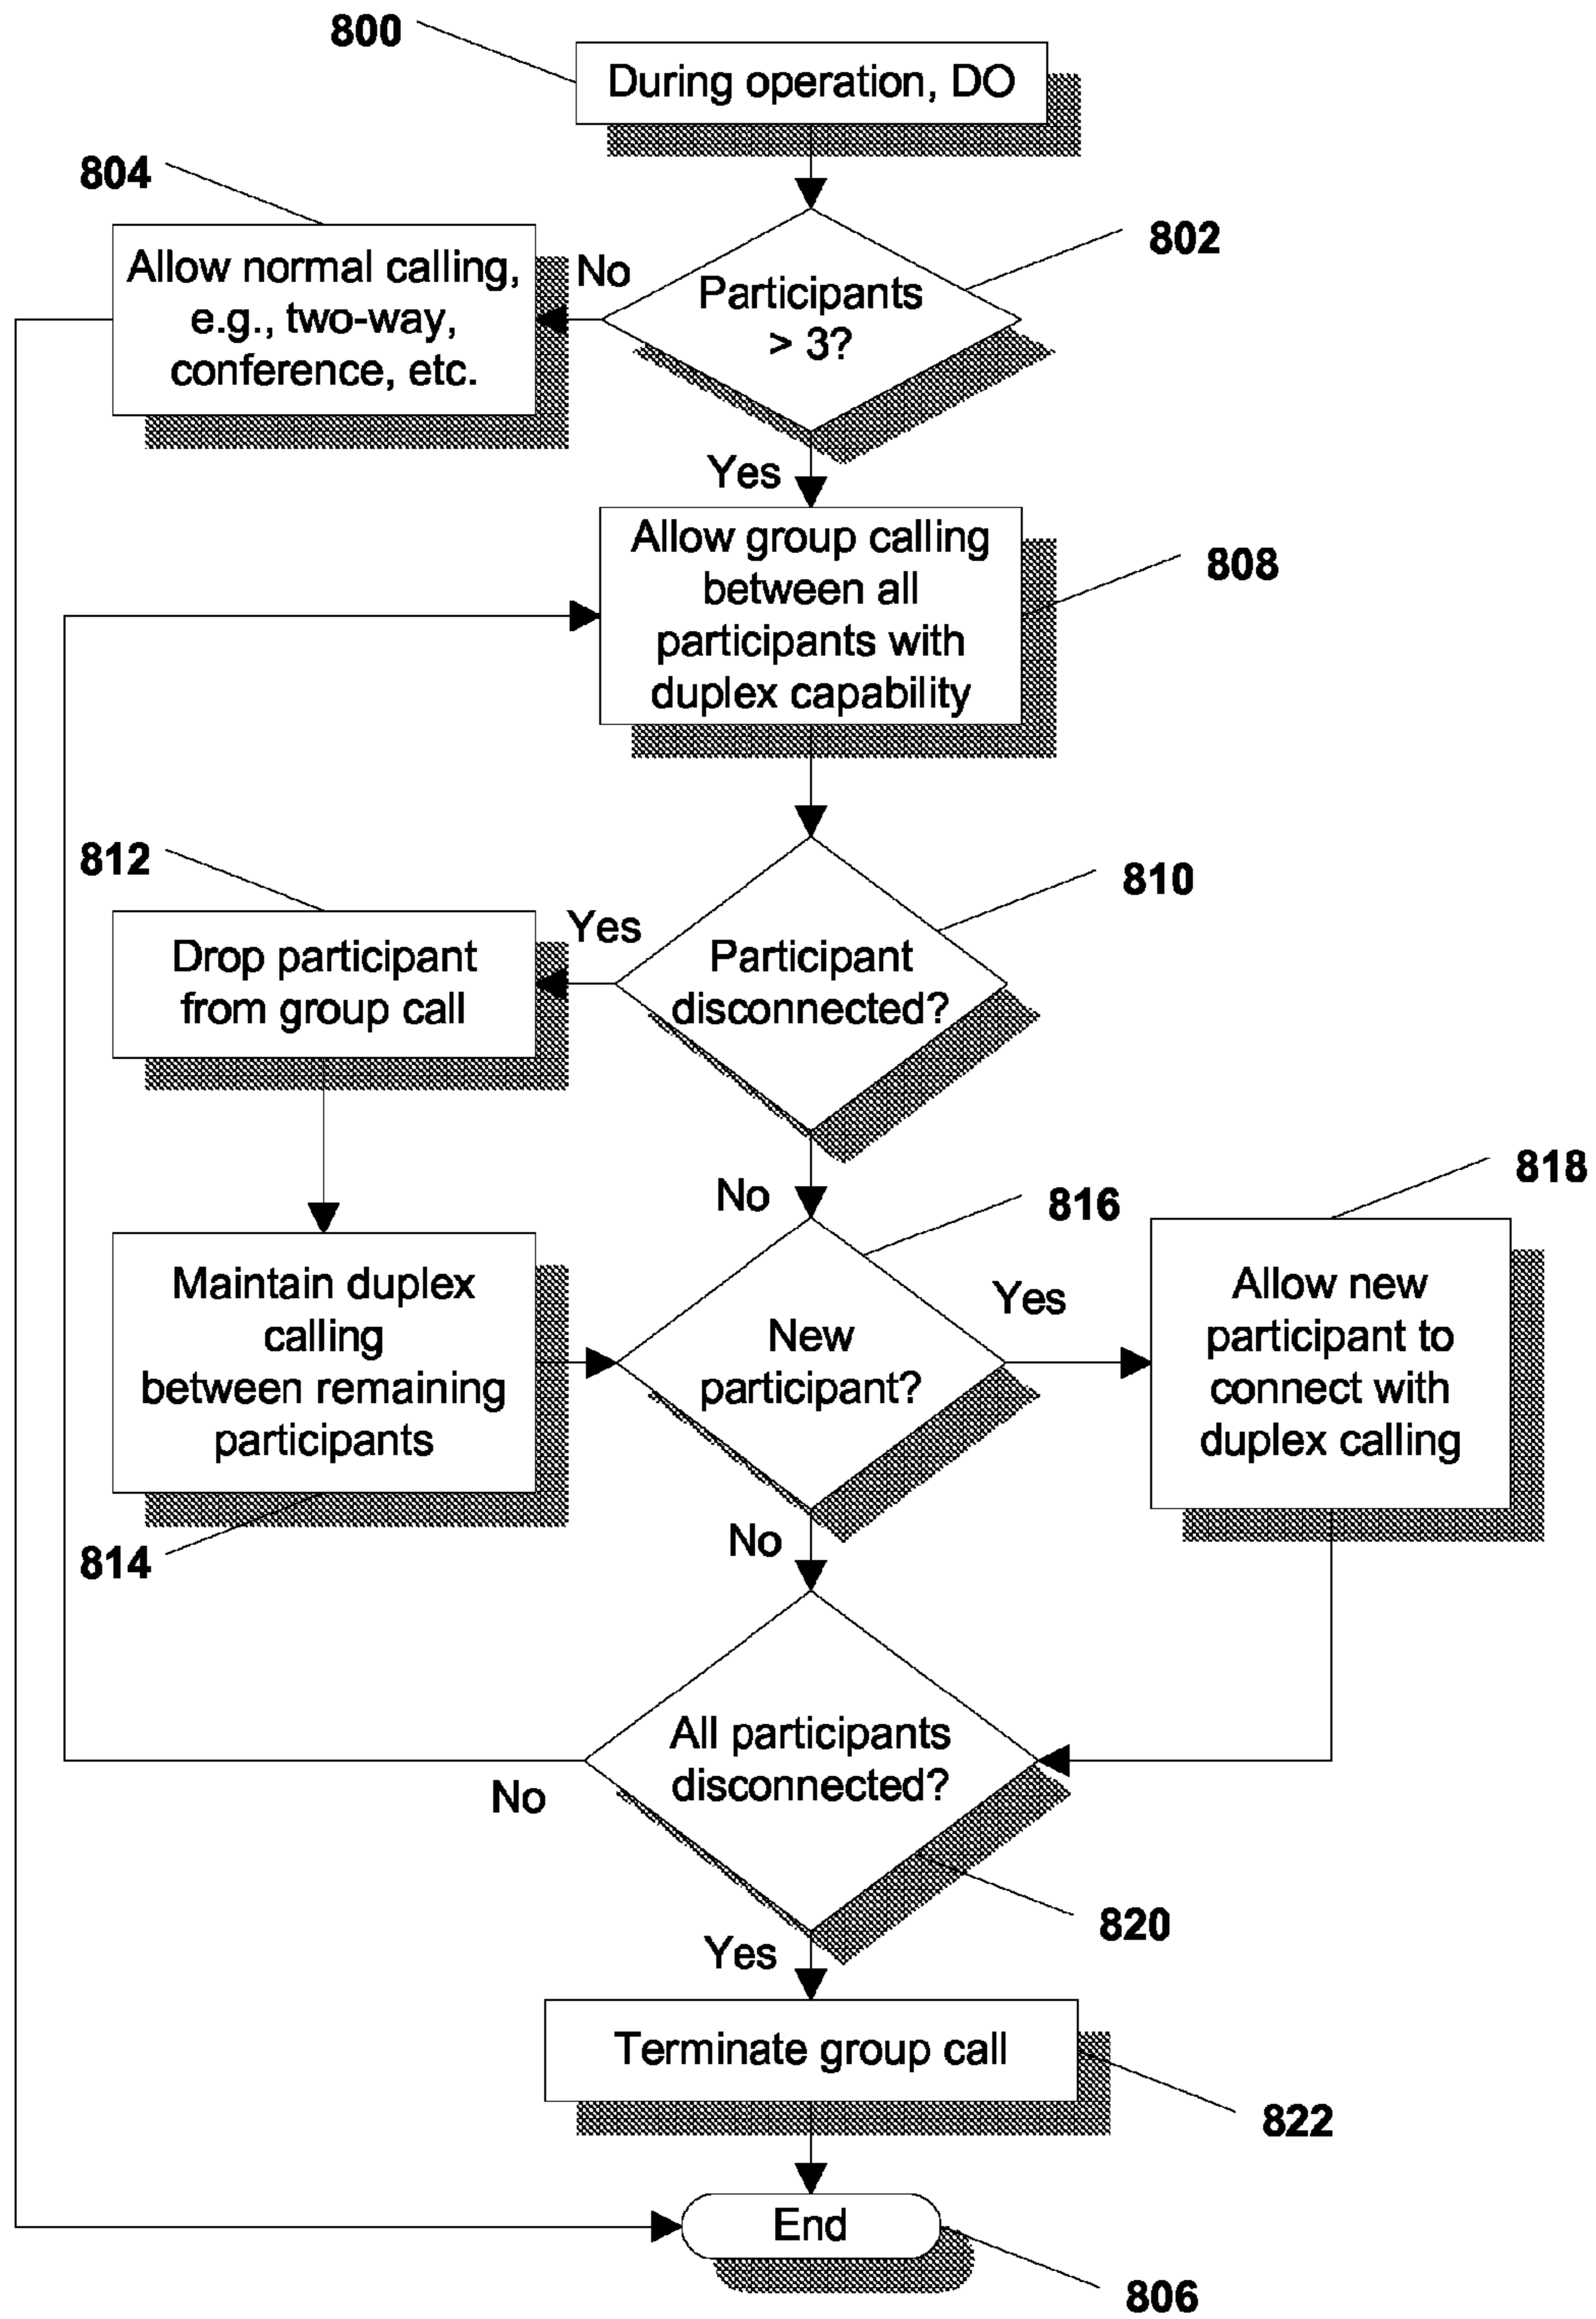 800
During operation, DO
804
802
Allow normal calling,
e.g., two-way,
conference, etc.
No
Participants
> 3?
Yes
Allow group calling
between all
participants with
duplex capability
808
812
810
Drop participant
from group call
Yes
Participant
disconnected?
No
816
818
Maintain duplex
calling
between remaining
participants
814
New
participant?
Yes
Allow new
participant to
connect with
duplex calling
No
All participants
disconnected?
No
820
Yes
Terminate group call
822
End
806